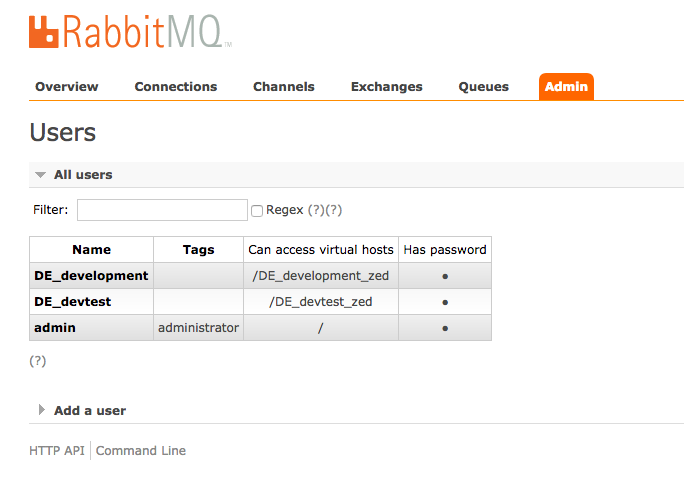 RabbitMQ™
Overview Connections Channels Exchanges Queues Admin
Users
All users
Filter: Regex (?)(?)
Name Tags Can access virtual hosts Has password
DE_development /DE_development_zed ●
DE_devtest /DE_devtest_zed ●
admin administrator / ●
(?)
Add a user
HTTP API Command Line